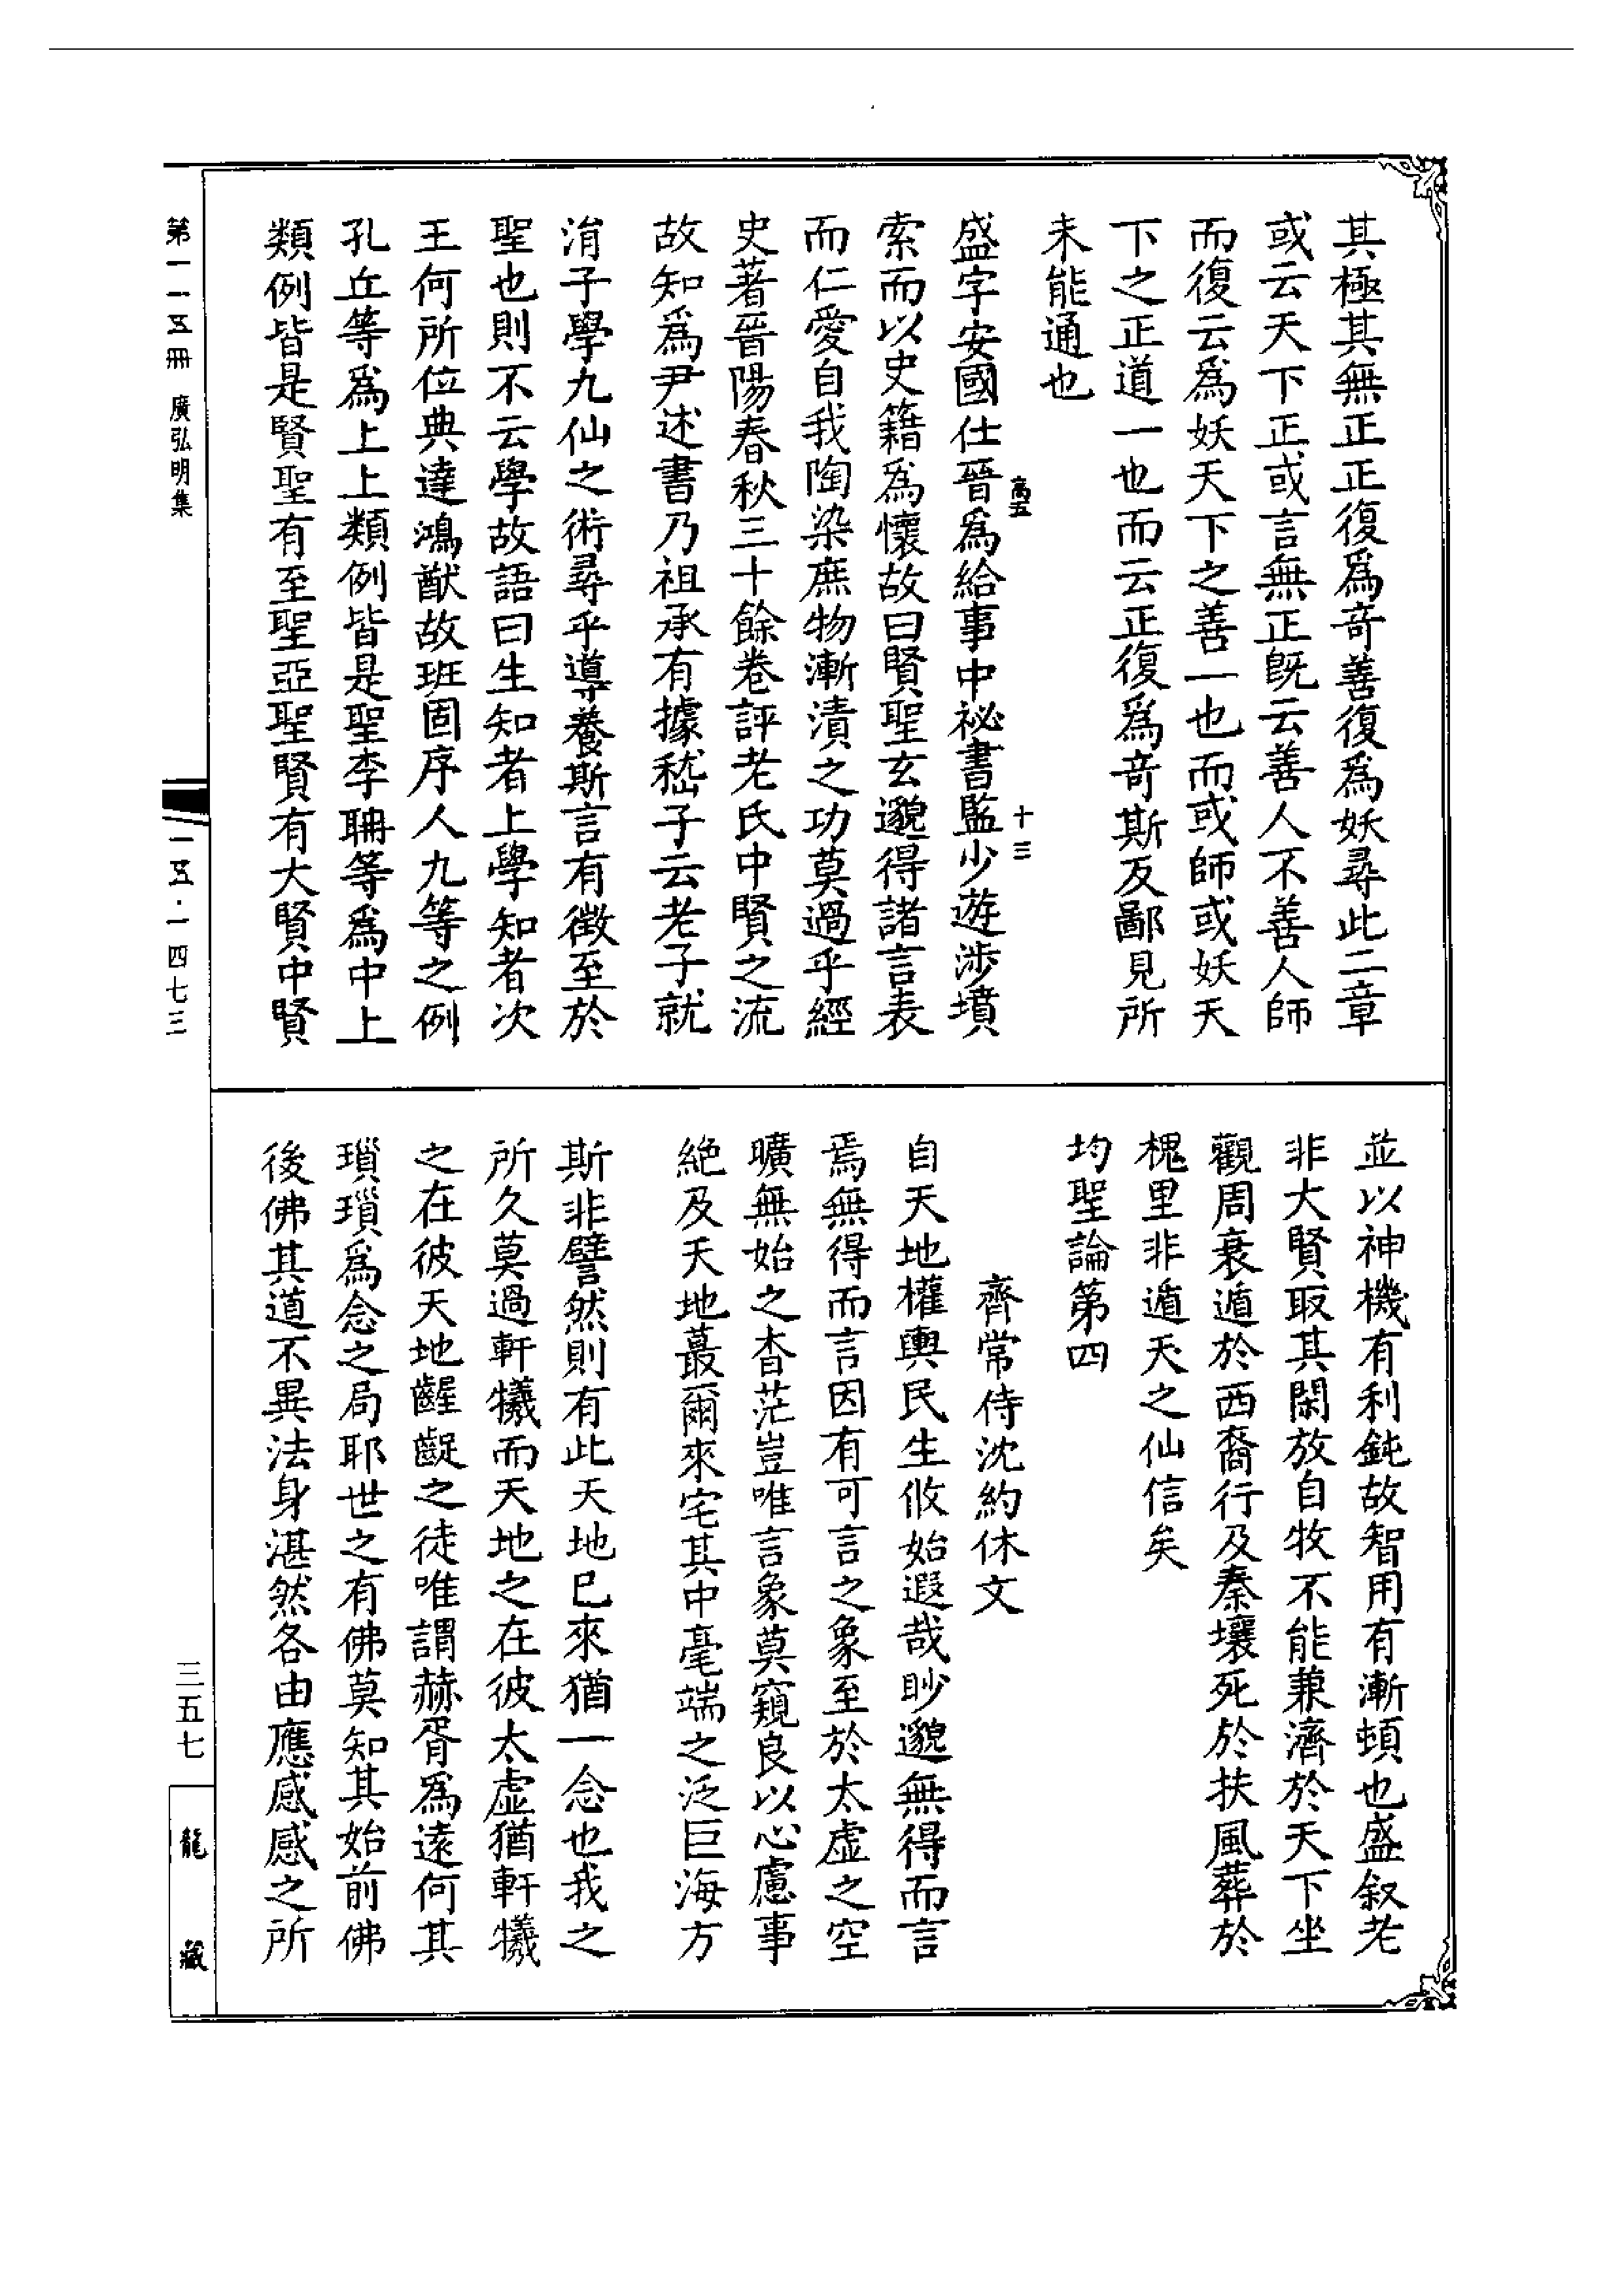 其極其無正正復爲奇善復爲妖尋此二章
或云天下正或言無正旣云善人不善人師
而復云爲妖天下之善一也而或師或妖天
下之正道一也而云正復爲奇斯反鄙見所
未能通也
高五
十三
盛字安國仕晉爲給事中祕書監少遊涉墳
索而以史籍爲懷故曰賢聖玄邈得諸言表
而仁愛自我陶染庶物漸漬之功莫過乎經
史著晉陽春秋三十餘卷評老氏中賢之流
故知爲尹述書乃祖承有據嵇子云老子就
涓子學九仙之術尋乎導養斯言有徵至於
聖也則不云學故語曰生知者上學知者次
王何所位典達鴻猷故班固序人九等之例
孔丘等爲上上類例皆是聖李聃等爲中上
類例皆是賢聖有至聖亞聖賢有大賢中賢
並以神機有利鈍故智用有漸頓也盛叙老
非大賢取其閑放自牧不能兼濟於天下坐
觀周衰遁於西裔行及秦壤死於扶風葬於
槐里非遁天之仙信矣
均聖論第四
齊常侍沈約休文
自天地權輿民生攸始遐哉眇邈無得而言
焉無得而言因有可言之象至於太虛之空
曠無始之杳茫豈唯言象莫窺良以心慮事
絶及天地蕞爾來宅其中毫端之泛巨海方
斯非譬然則有此天地已來猶一念也我之
所久莫過軒犧而天地之在彼太虛猶軒犧
之在彼天地齷齪之徒唯謂赫胥爲遠何其
瑣瑣爲念之局耶世之有佛莫知其始前佛
後佛其道不異法身湛然各由應感感之所
第一一五冊 廣弘明集
一五·一四七三
三五七
龍藏